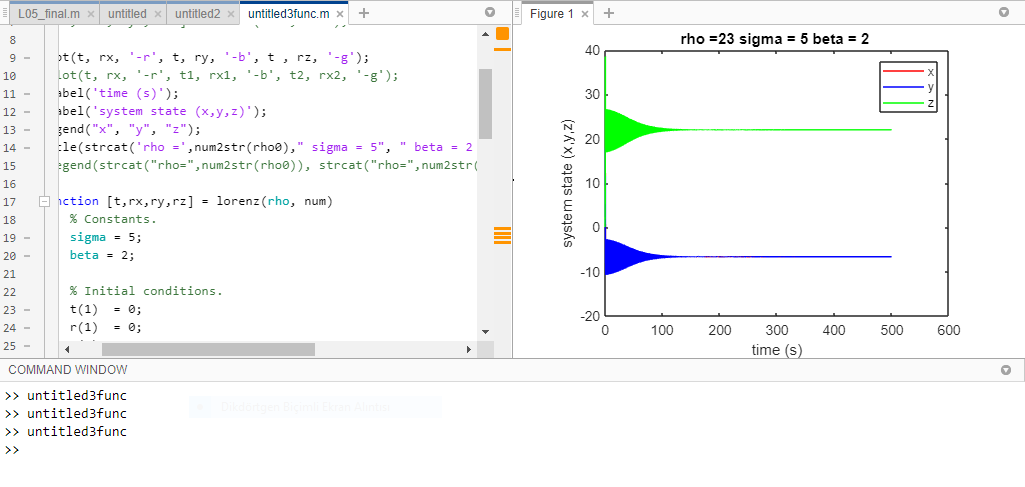 L05_final.m × untitled × untitled2 × untitled3func.m × +
8
9 — ot(t, rx, '-r', t, ry, '-b', t , rz, '-g');
10 lot(t, rx, '-r', t1, rx1, '-b', t2, rx2, '-g');
11 — abel('time (s)');
12 — abel('system state (x,y,z)');
13 — gend("x", "y", "z");
14 — tle(strcat('rho =',num2str(rho0)," sigma = 5", " beta = 2
15 egend(strcat("rho=",num2str(rho0)), strcat("rho=",num2str(
16
17 nction [t,rx,ry,rz] = lorenz(rho, num)
18 % Constants.
19 — sigma = 5;
20 — beta = 2;
21
22 % Initial conditions.
23 — t(1) = 0;
24 — r(1) = 0;
25 —
Figure 1 × +
rho =23 sigma = 5 beta = 2
40
30
20
10
0
-10
-20
system state (x,y,z)
x
y
z
0 100 200 300 400 500 600
time (s)
COMMAND WINDOW
>> untitled3func
>> untitled3func
>> untitled3func
>>